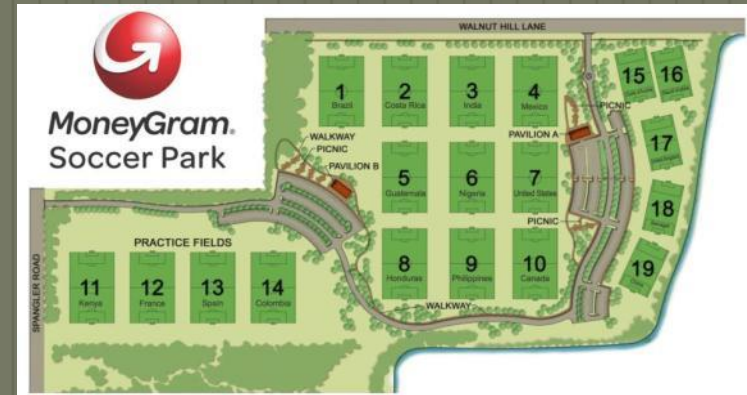 MoneyGram®
Soccer Park
WALNUT HILL LANE
1
Brazil
2
Costa Rica
3
India
4
Mexico
15
16
PICNIC
PAVILION A
WALKWAY
PICNIC
PAVILION B
17
5
Guatemala
6
Nigeria
7
United States
18
PICNIC
PRACTICE FIELDS
8
Honduras
9
Philippines
10
Canada
19
China
11
Kenya
12
France
13
Spain
14
Colombia
WALKWAY
SPANGLER ROAD